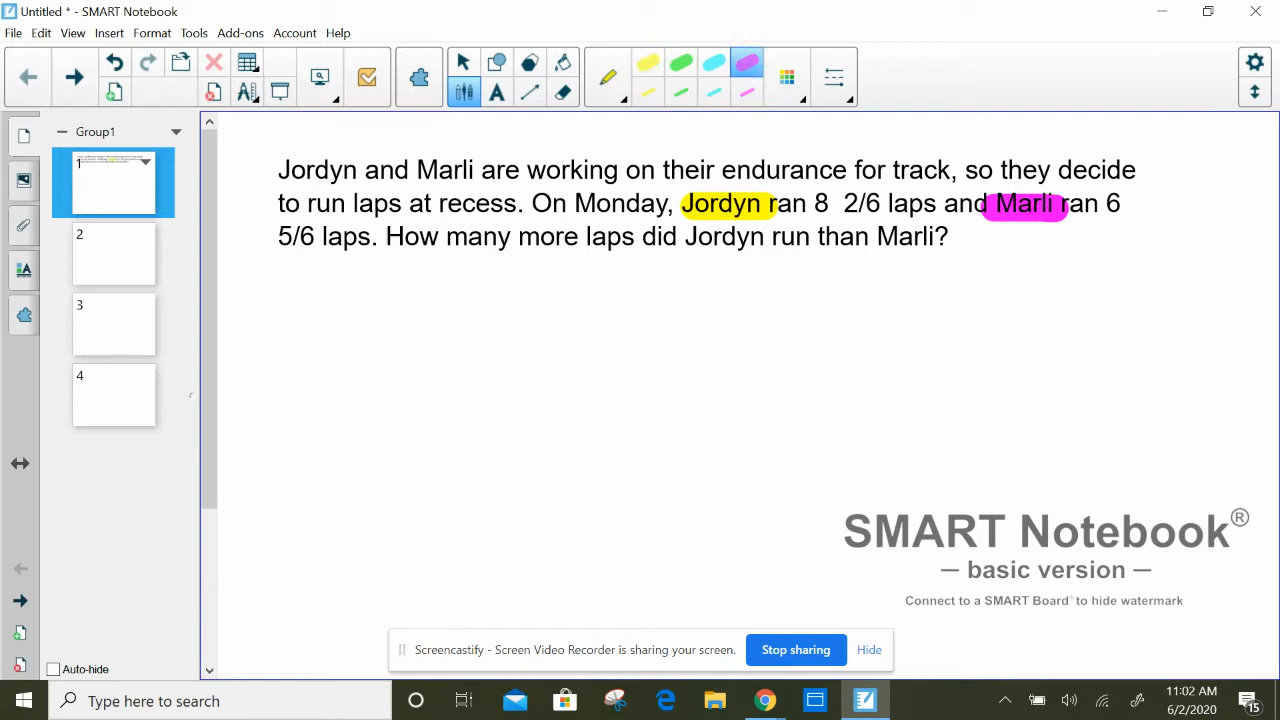 Untitled * - SMART Notebook
File Edit View Insert Format Tools Add-ons Account Help
Group1
1
2
3
4
Auto-hide
Jordyn and Marli are working on their endurance for track, so they decide
to run laps at recess. On Monday, Jordyn ran 8  2/6 laps and Marli ran 6
5/6 laps. How many more laps did Jordyn run than Marli?
SMART Notebook®
— basic version —
Connect to a SMART Board® to hide watermark
Screencastify - Screen Video Recorder is sharing your screen. Stop sharing Hide
Type here to search
11:02 AM
6/2/2020
15